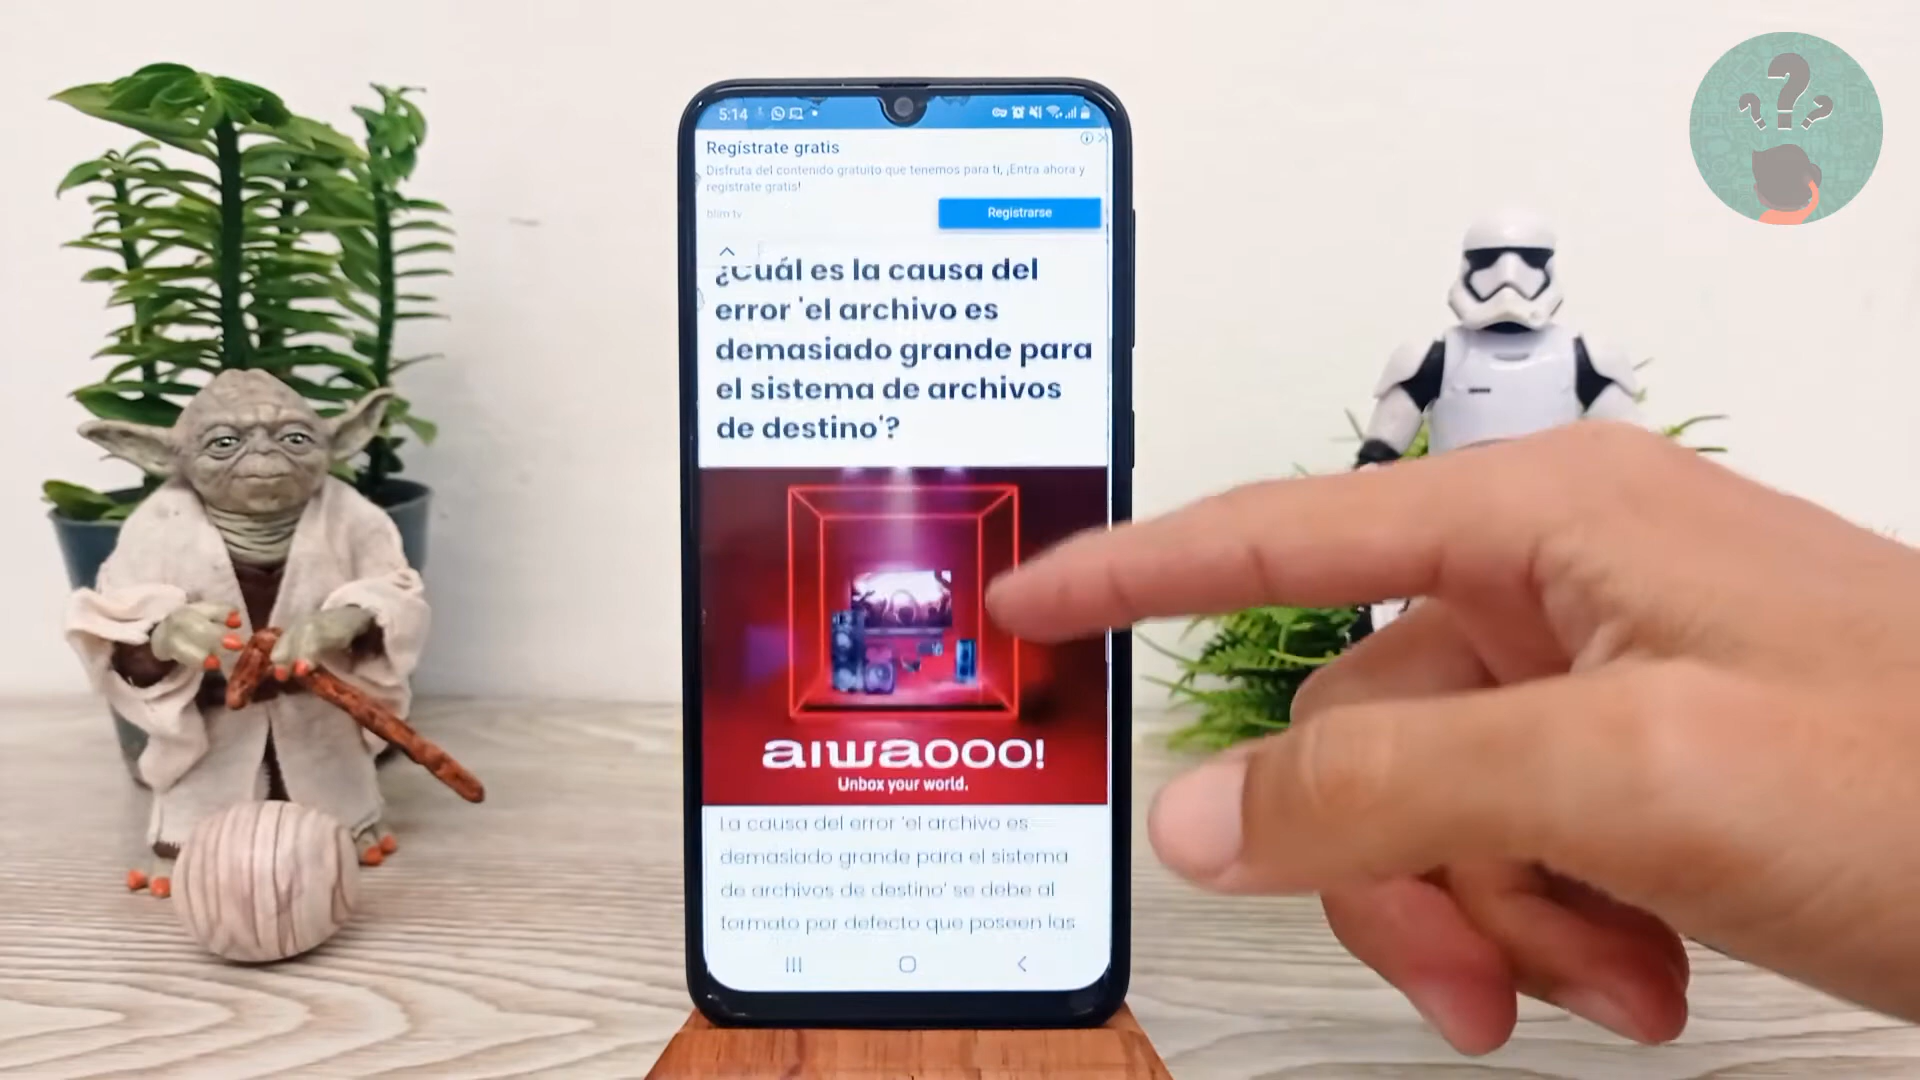 5:14
Regístrate gratis
Disfruta del contenido gratuito que tenemos para ti, ¡Entra ahora y
regístrate gratis!
blim.tv
Registrarse
¿Cuál es la causa del
error 'el archivo es
demasiado grande para
el sistema de archivos
de destino'?
aiwaooo!
Unbox your world.
La causa del error 'el archivo es
demasiado grande para el sistema
de archivos de destino' se debe al
formato por defecto que poseen las